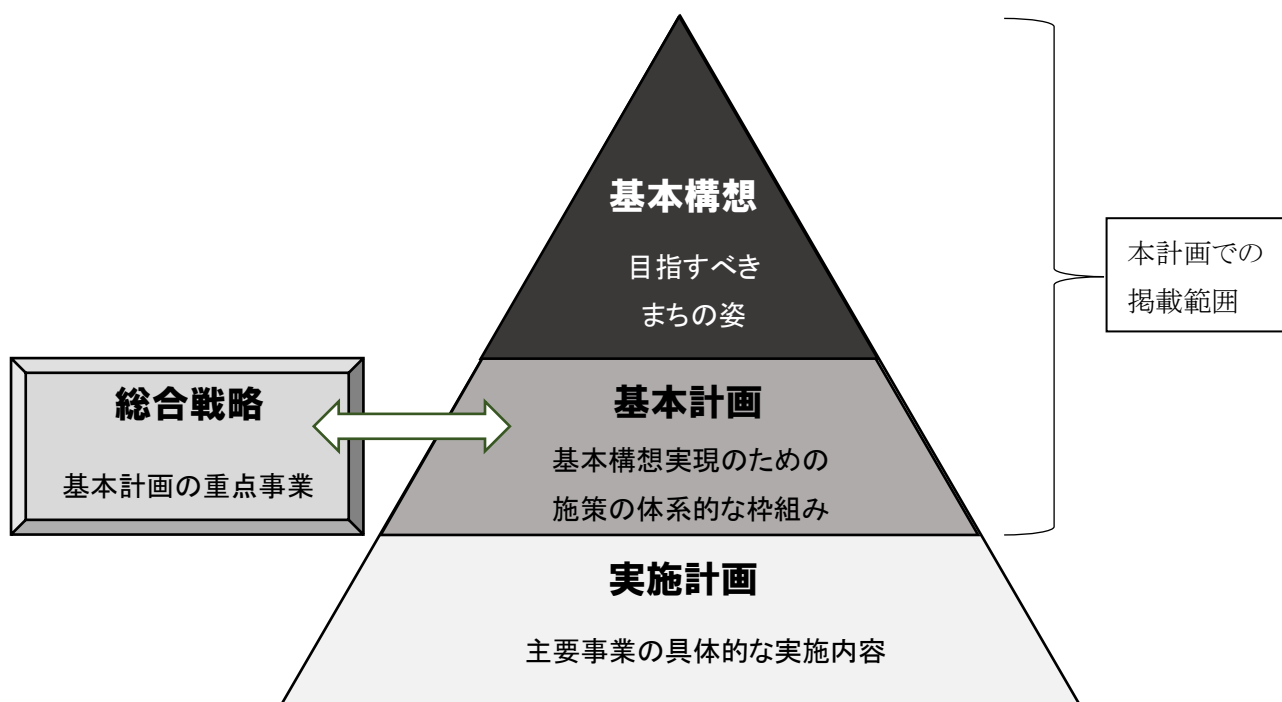 基本構想
目指すべき
まちの姿
本計画での
掲載範囲
総合戦略
基本計画の重点事業
基本計画
基本構想実現のための
施策の体系的な枠組み
実施計画
主要事業の具体的な実施内容